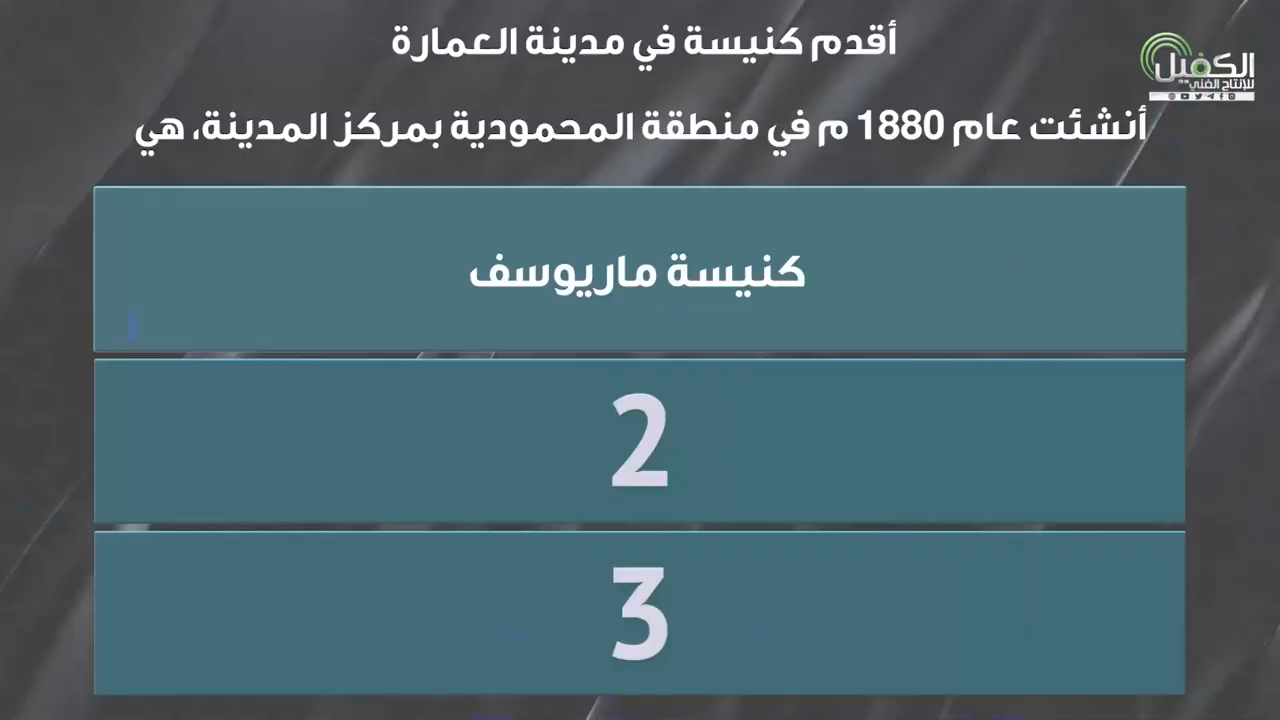 أقدم كنيسة في مدينة العمارة
الكفيل
للإنتاج الفني
أنشئت عام 1880 م في منطقة المحمودية بمركز المدينة، هي
كنيسة ماريوسف
2
3